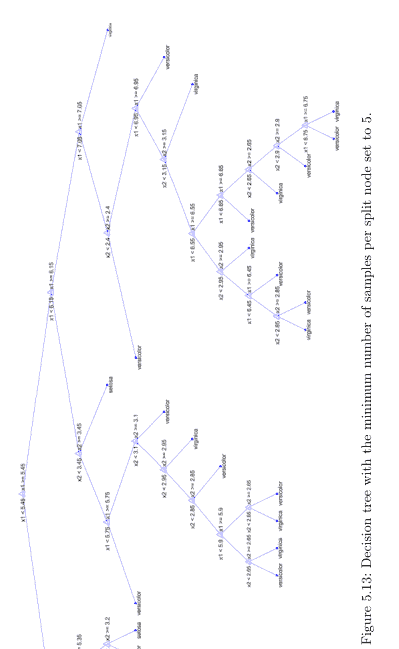 x1 < 5.45 x1 >= 5.45
x1 < 6.15 x1 >= 6.15
x2 < 3.45 x2 >= 3.45
x1 < 7.05 x1 >= 7.05
5.35
x1 < 5.75 x1 >= 5.75
setosa
x2 < 2.4 x2 >= 2.4
x2 >= 3.2
setosa
versicolor
x2 < 3.1 x2 >= 3.1
versicolor
x1 < 6.95 x1 >= 6.95
x2 < 2.95 x2 >= 2.95
versicolor
x2 < 3.15 x2 >= 3.15
versicolor
x2 < 2.85 x2 >= 2.85
virginica
x1 < 6.55 x1 >= 6.55
virginica
x1 < 5.9 x1 >= 5.9
versicolor
x2 < 2.95 x2 >= 2.95
x1 < 6.85 x1 >= 6.85
x2 < 2.65 x2 >= 2.65
x2 < 2.65 x2 >= 2.65
x1 < 6.45 x1 >= 6.45
virginica
versicolor
x2 < 2.65 x2 >= 2.65
versicolor
virginica
virginica
versicolor
x2 < 2.85 x2 >= 2.85
versicolor
virginica
x2 < 2.9 x2 >= 2.9
virginica
versicolor
versicolor
x1 < 6.75 x1 >= 6.75
versicolor
virginica
Figure 5.13: Decision tree with the minimum number of samples per split node set to 5.